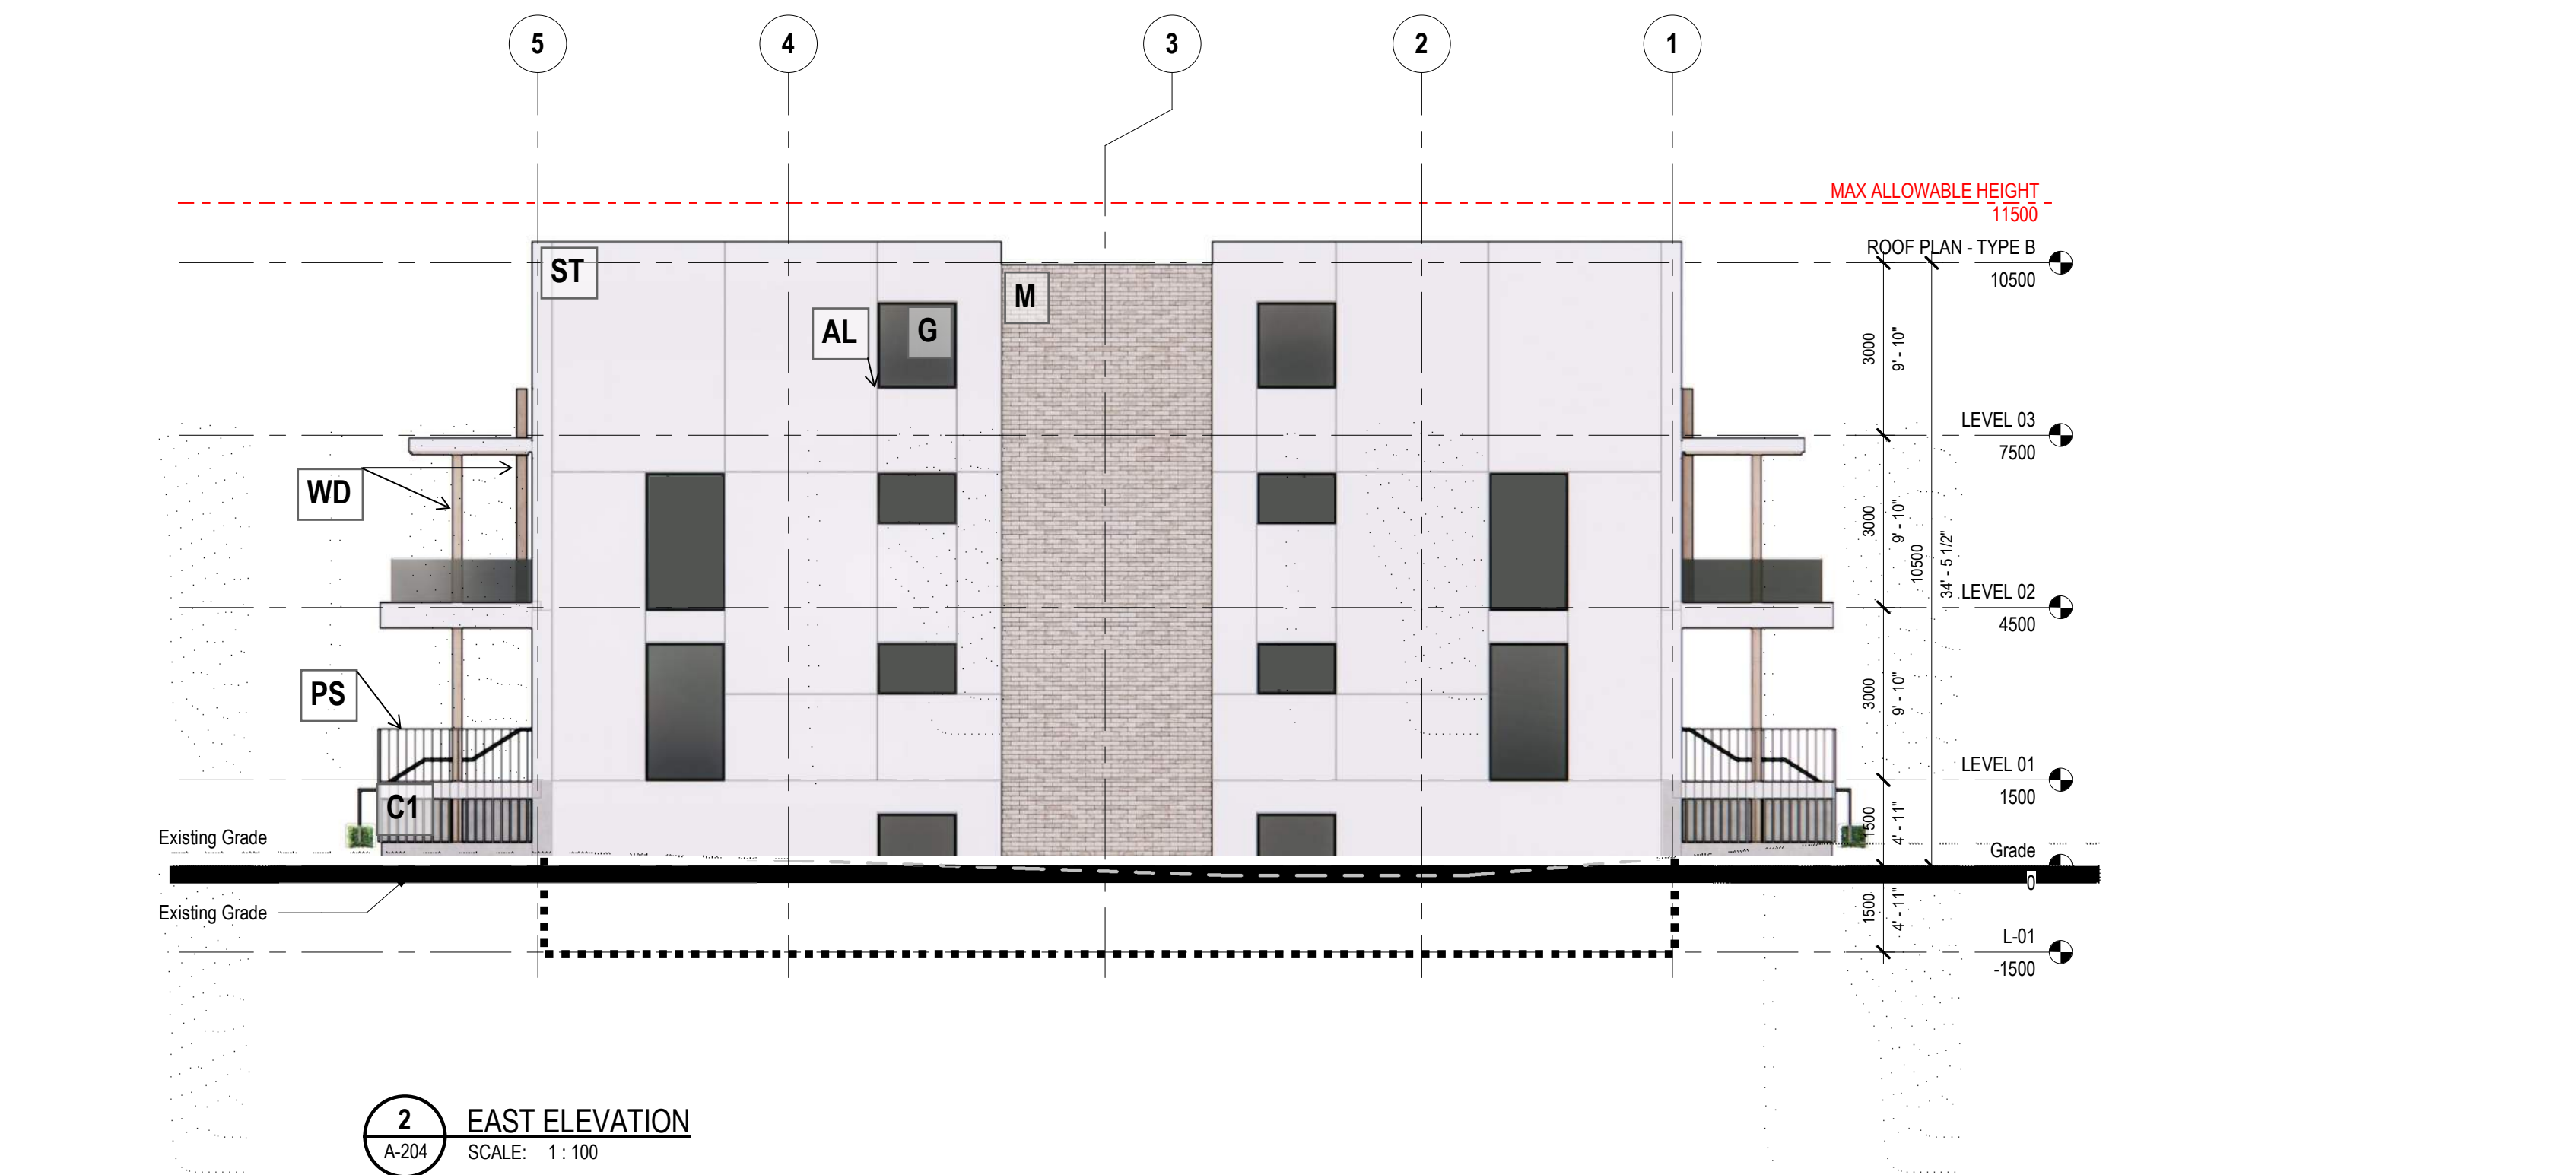 5
4
3
2
1
MAX ALLOWABLE HEIGHT
11500
ROOF PLAN - TYPE B
10500
ST
M
AL
G
3000
9' - 10"
LEVEL 03
7500
WD
3000
9' - 10"
10500
34' - 5 1/2"
LEVEL 02
4500
PS
3000
9' - 10"
LEVEL 01
1500
C1
1500
4' - 11"
Existing Grade
Grade
0
Existing Grade
1500
4' - 11"
L-01
-1500
2
A-204
EAST ELEVATION
SCALE: 1 : 100